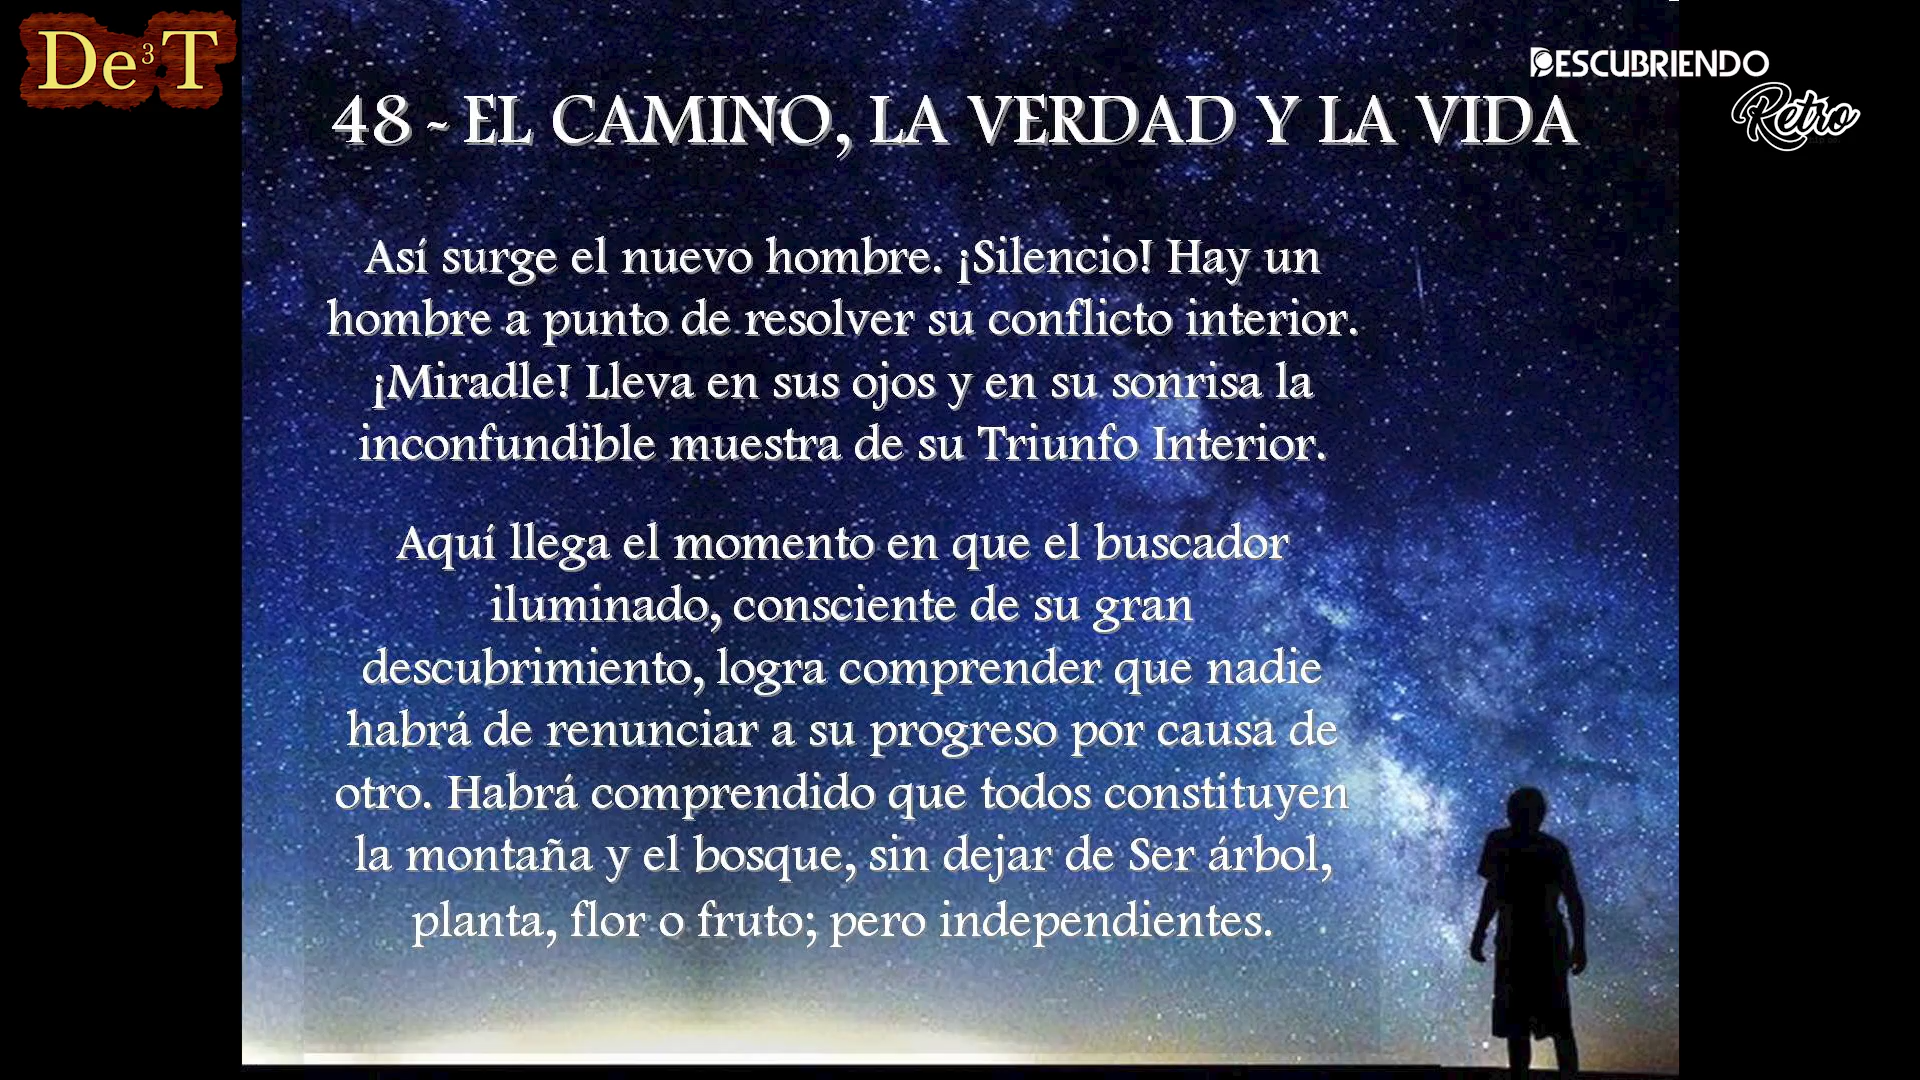 De³T
DESCUBRIENDO
Retro
48 - EL CAMINO, LA VERDAD Y LA VIDA
Así surge el nuevo hombre. ¡Silencio! Hay un
hombre a punto de resolver su conflicto interior.
¡Miradle! Lleva en sus ojos y en su sonrisa la
inconfundible muestra de su Triunfo Interior.
Aquí llega el momento en que el buscador
iluminado, consciente de su gran
descubrimiento, logra comprender que nadie
habrá de renunciar a su progreso por causa de
otro. Habrá comprendido que todos constituyen
la montaña y el bosque, sin dejar de Ser árbol,
planta, flor o fruto; pero independientes.